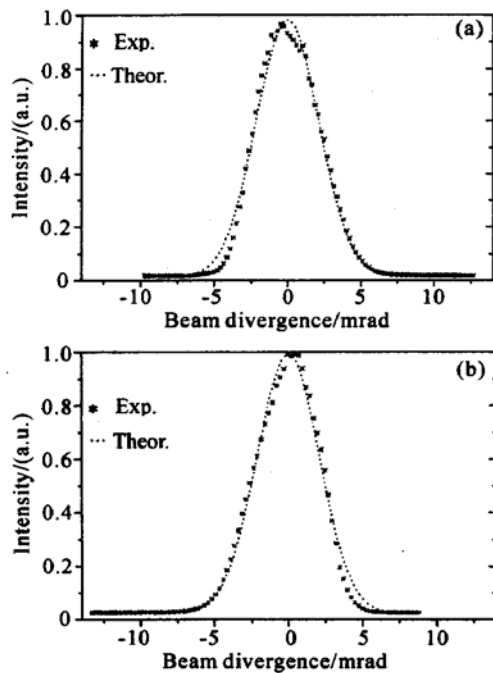 (a)
1.0
0.8
0.6
0.4
0.2
0
* Exp.
····· Theor.
Intensity/(a.u.)
-10 -5 0 5 10
Beam divergence/mrad
(b)
1.0
0.8
0.6
0.4
0.2
0
* Exp.
····· Theor.
Intensity/(a.u.)
-10 -5 0 5 10
Beam divergence/mrad